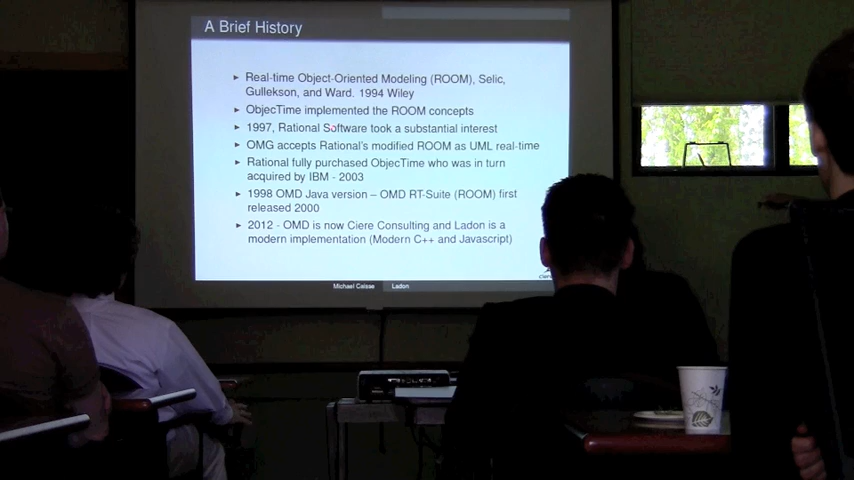 A Brief History
▸ Real-time Object-Oriented Modeling (ROOM), Selic,
Gullekson, and Ward. 1994 Wiley
▸ ObjecTime implemented the ROOM concepts
▸ 1997, Rational Software took a substantial interest
▸ OMG accepts Rational's modified ROOM as UML real-time
▸ Rational fully purchased ObjecTime who was in turn
acquired by IBM - 2003
▸ 1998 OMD Java version – OMD RT-Suite (ROOM) first
released 2000
▸ 2012 - OMD is now Ciere Consulting and Ladon is a
modern implementation (Modern C++ and Javascript)
Michael Caisse Ladon